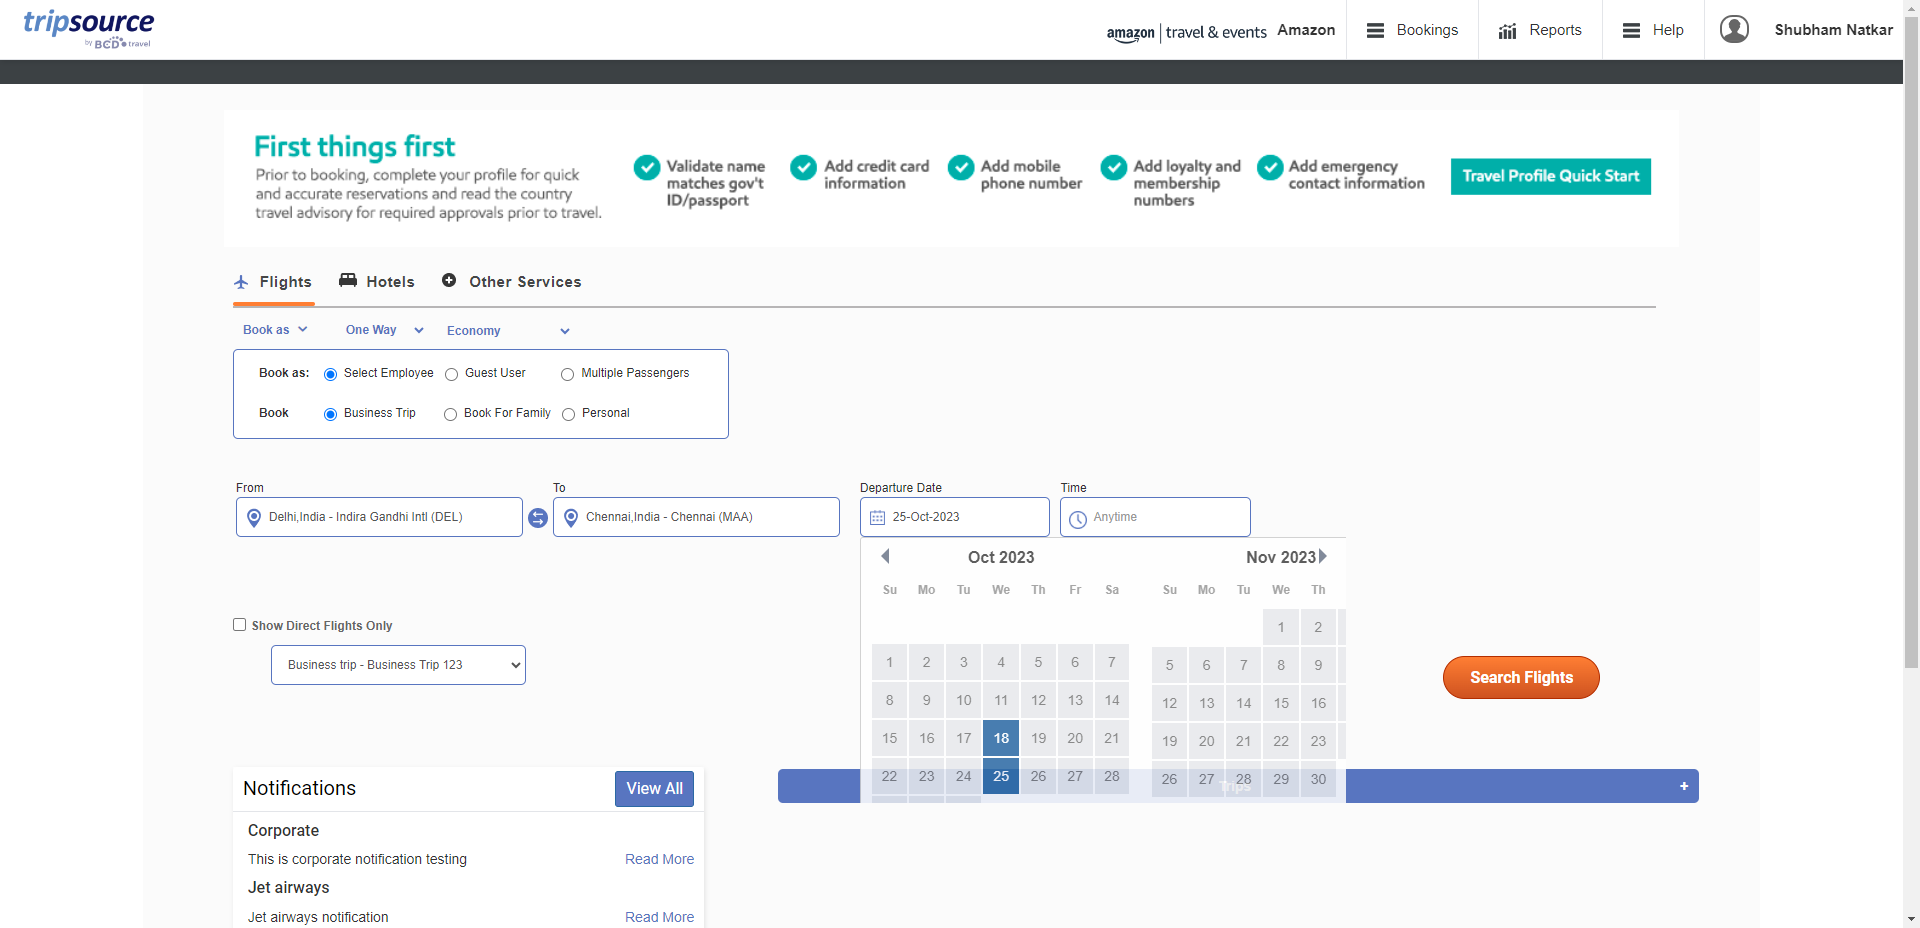 tripsource
by BCD travel
amazon | travel & events Amazon
Bookings
Reports
Help
Shubham Natkar
First things first
Prior to booking, complete your profile for quick
and accurate reservations and read the country
travel advisory for required approvals prior to travel.
Validate name
matches gov't
ID/passport
Add credit card
information
Add mobile
phone number
Add loyalty and
membership
numbers
Add emergency
contact information
Travel Profile Quick Start
Flights
Hotels
Other Services
Book as
One Way
Economy
Book as: Select Employee Guest User Multiple Passengers
Book Business Trip Book For Family Personal
From
To
Departure Date
Time
Delhi,India - Indira Gandhi Intl (DEL)
Chennai,India - Chennai (MAA)
25-Oct-2023
Anytime
Oct 2023
Su Mo Tu We Th Fr Sa
1 2 3 4 5 6 7
8 9 10 11 12 13 14
15 16 17 18 19 20 21
22 23 24 25 26 27 28
Nov 2023
Su Mo Tu We Th
1 2
5 6 7 8 9
12 13 14 15 16
19 20 21 22 23
26 27 28 29 30
Show Direct Flights Only
Business trip - Business Trip 123
Search Flights
Trips
+
Notifications
View All
Corporate
This is corporate notification testing
Read More
Jet airways
Jet airways notification
Read More